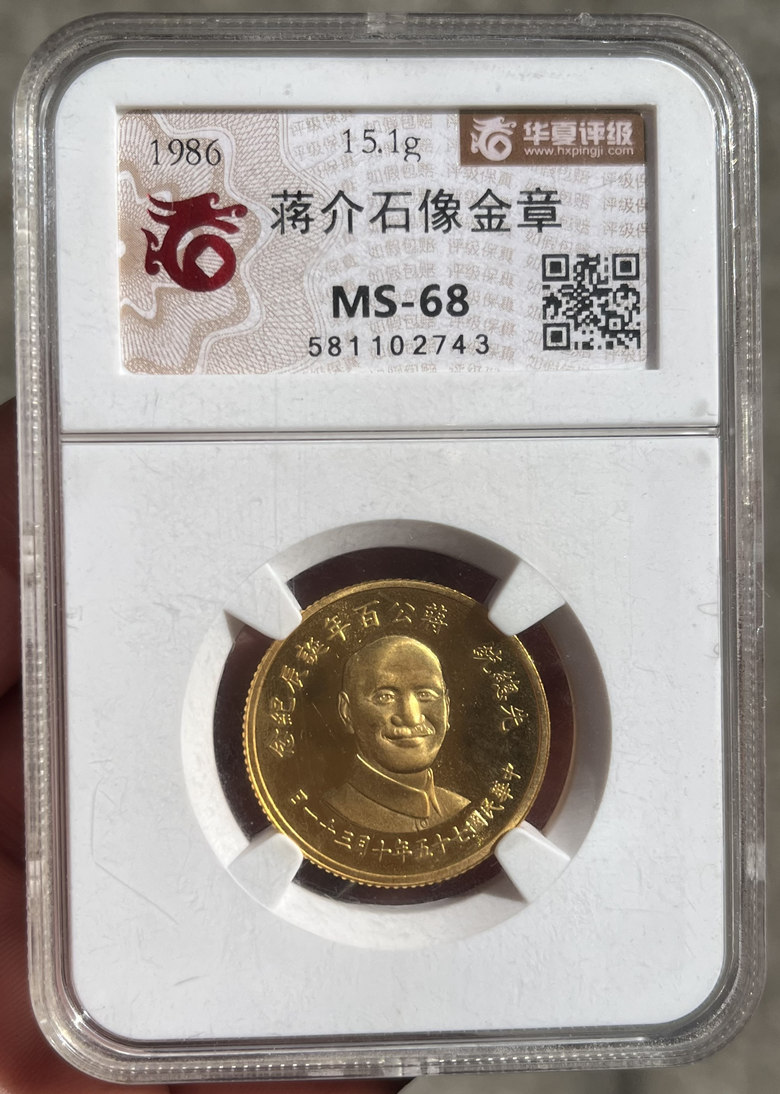 1986
15.1g
华夏评级
www.hxpingji.com
蒋介石像金章
MS-68
581102743
先總統 蔣公百年誕辰紀念
中華民國七十五年十月三十一日